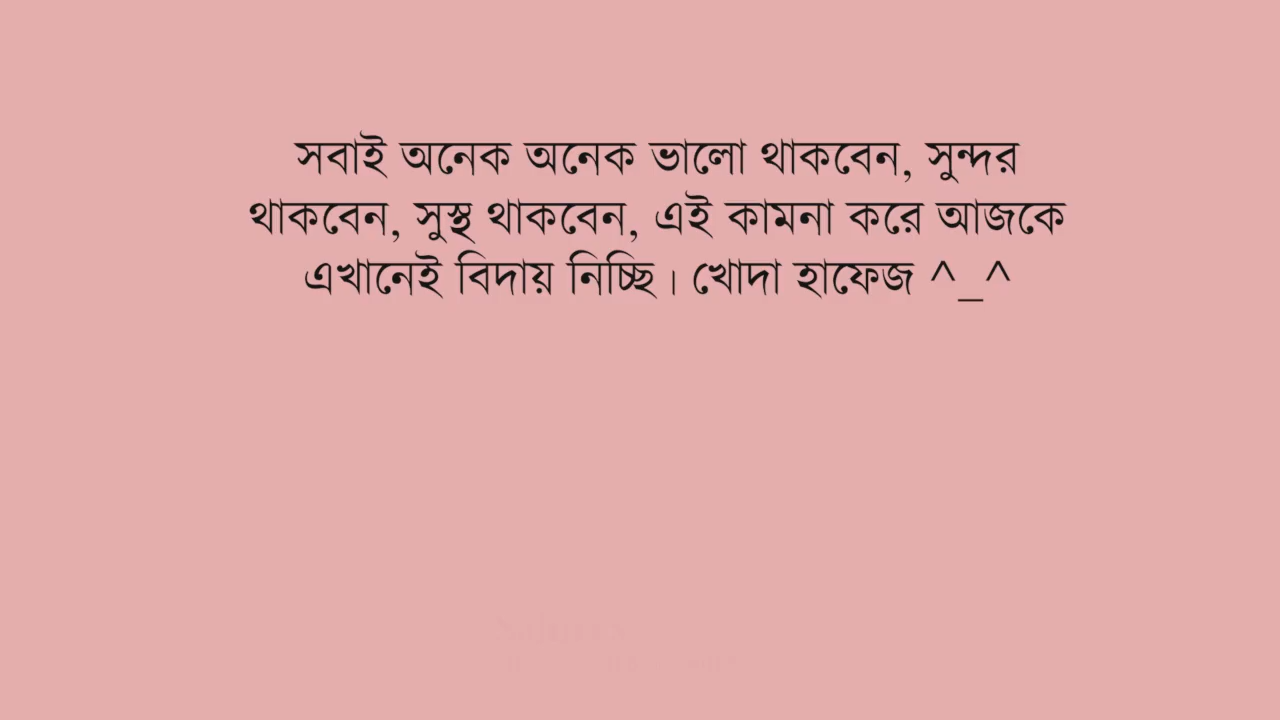 সবাই অনেক অনেক ভালো থাকবেন, সুন্দর
থাকবেন, সুস্থ থাকবেন, এই কামনা করে আজকে
এখানেই বিদায় নিচ্ছি। খোদা হাফেজ ^_^